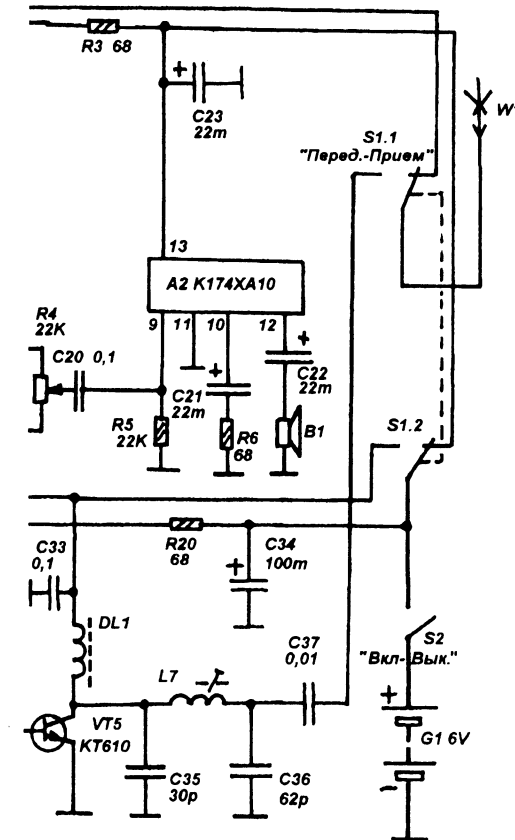 R3 68
C23
22m
W
S1.1
"Перед.-Прием"
13
A2 К174ХА10
9 11 10 12
R4
22K
C20 0,1
C21
22m
C22
22m
R5
22K
R6
68
B1
S1.2
R20
68
C34
100m
C33
0,1
DL1
C37
0,01
S2
"Вкл-Вык."
L7
VT5
КТ610
G1 6V
C35
30p
C36
62p